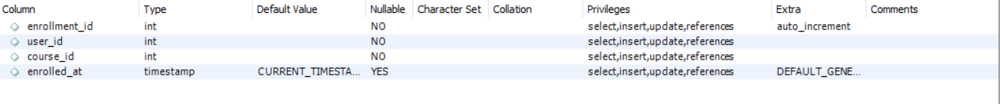 Column Type Default Value Nullable Character Set Collation Privileges Extra Comments
enrollment_id int NO select,insert,update,references auto_increment
user_id int NO select,insert,update,references
course_id int NO select,insert,update,references
enrolled_at timestamp CURRENT_TIMESTA... YES select,insert,update,references DEFAULT_GENE...